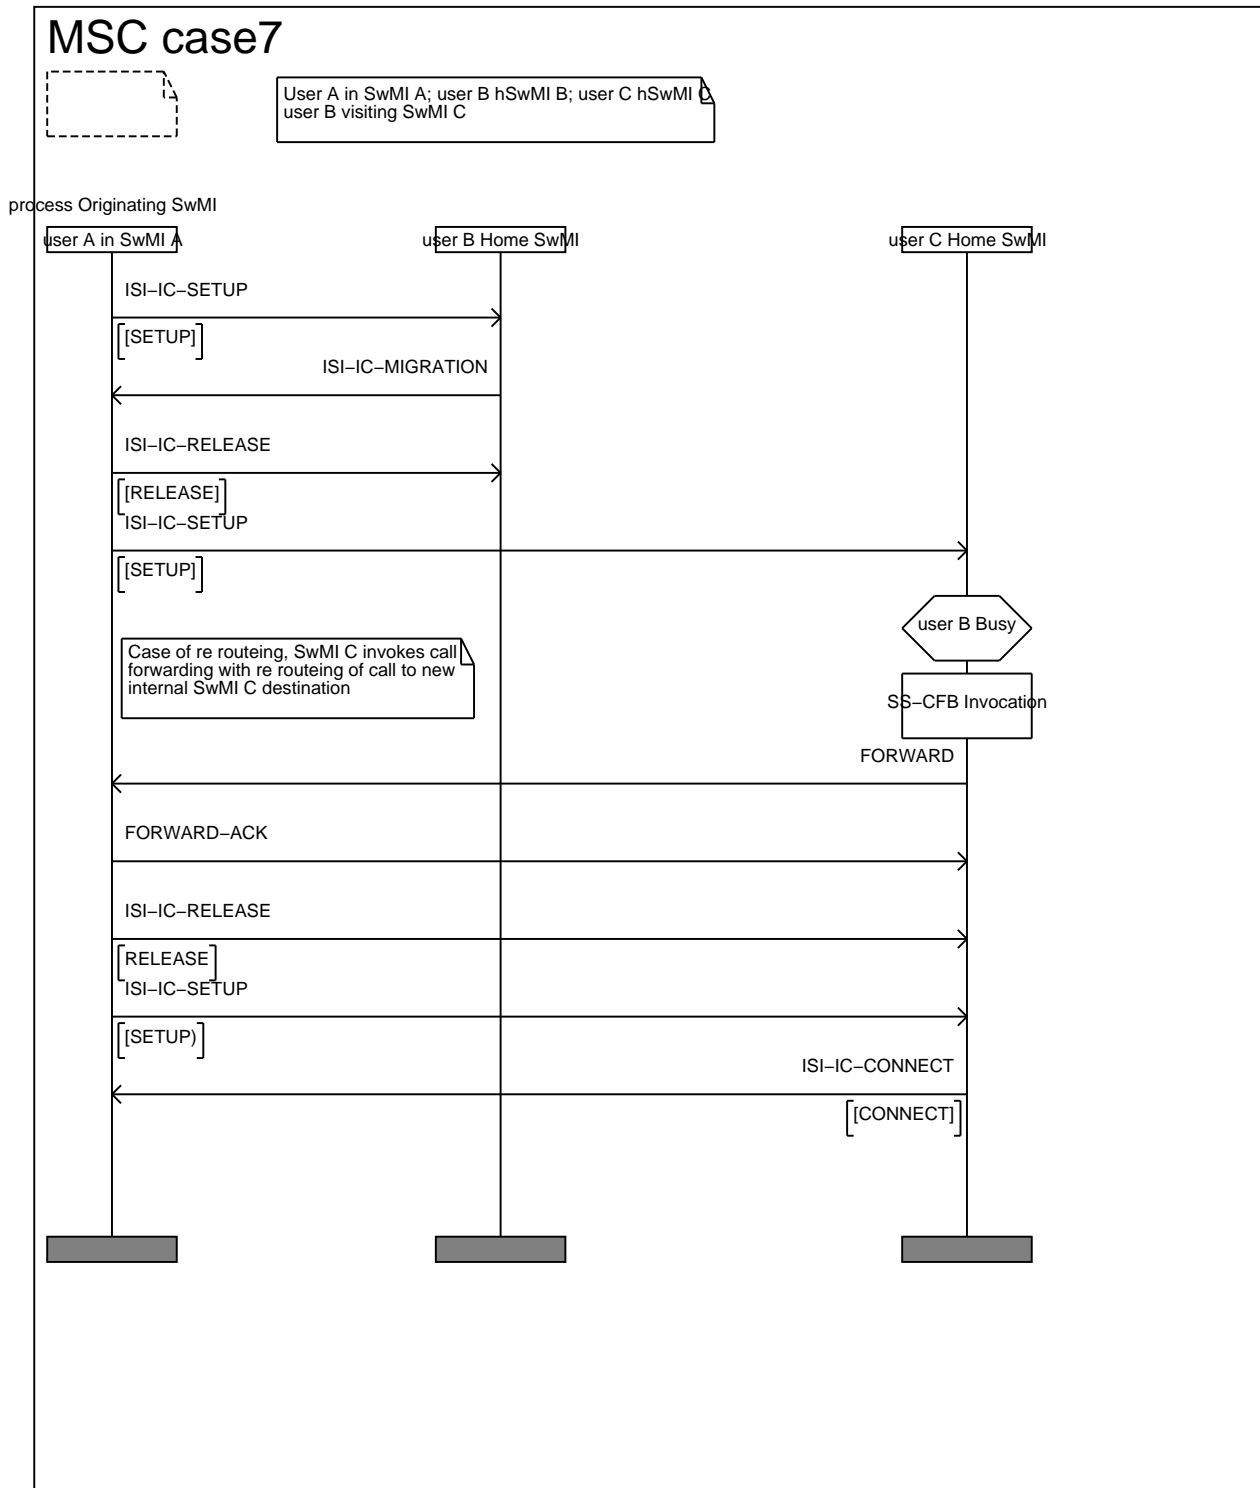 MSC case7
User A in SwMI A; user B hSwMI B; user C hSwMI C
user B visiting SwMI C
process Originating SwMI
user A in SwMI A
user B Home SwMI
user C Home SwMI
ISI−IC−SETUP
[SETUP]
ISI−IC−MIGRATION
ISI−IC−RELEASE
[RELEASE]
ISI−IC−SETUP
[SETUP]
user B Busy
Case of re routeing, SwMI C invokes call
forwarding with re routeing of call to new
internal SwMI C destination
SS−CFB Invocation
FORWARD
FORWARD−ACK
ISI−IC−RELEASE
RELEASE
ISI−IC−SETUP
[SETUP)
ISI−IC−CONNECT
[CONNECT]